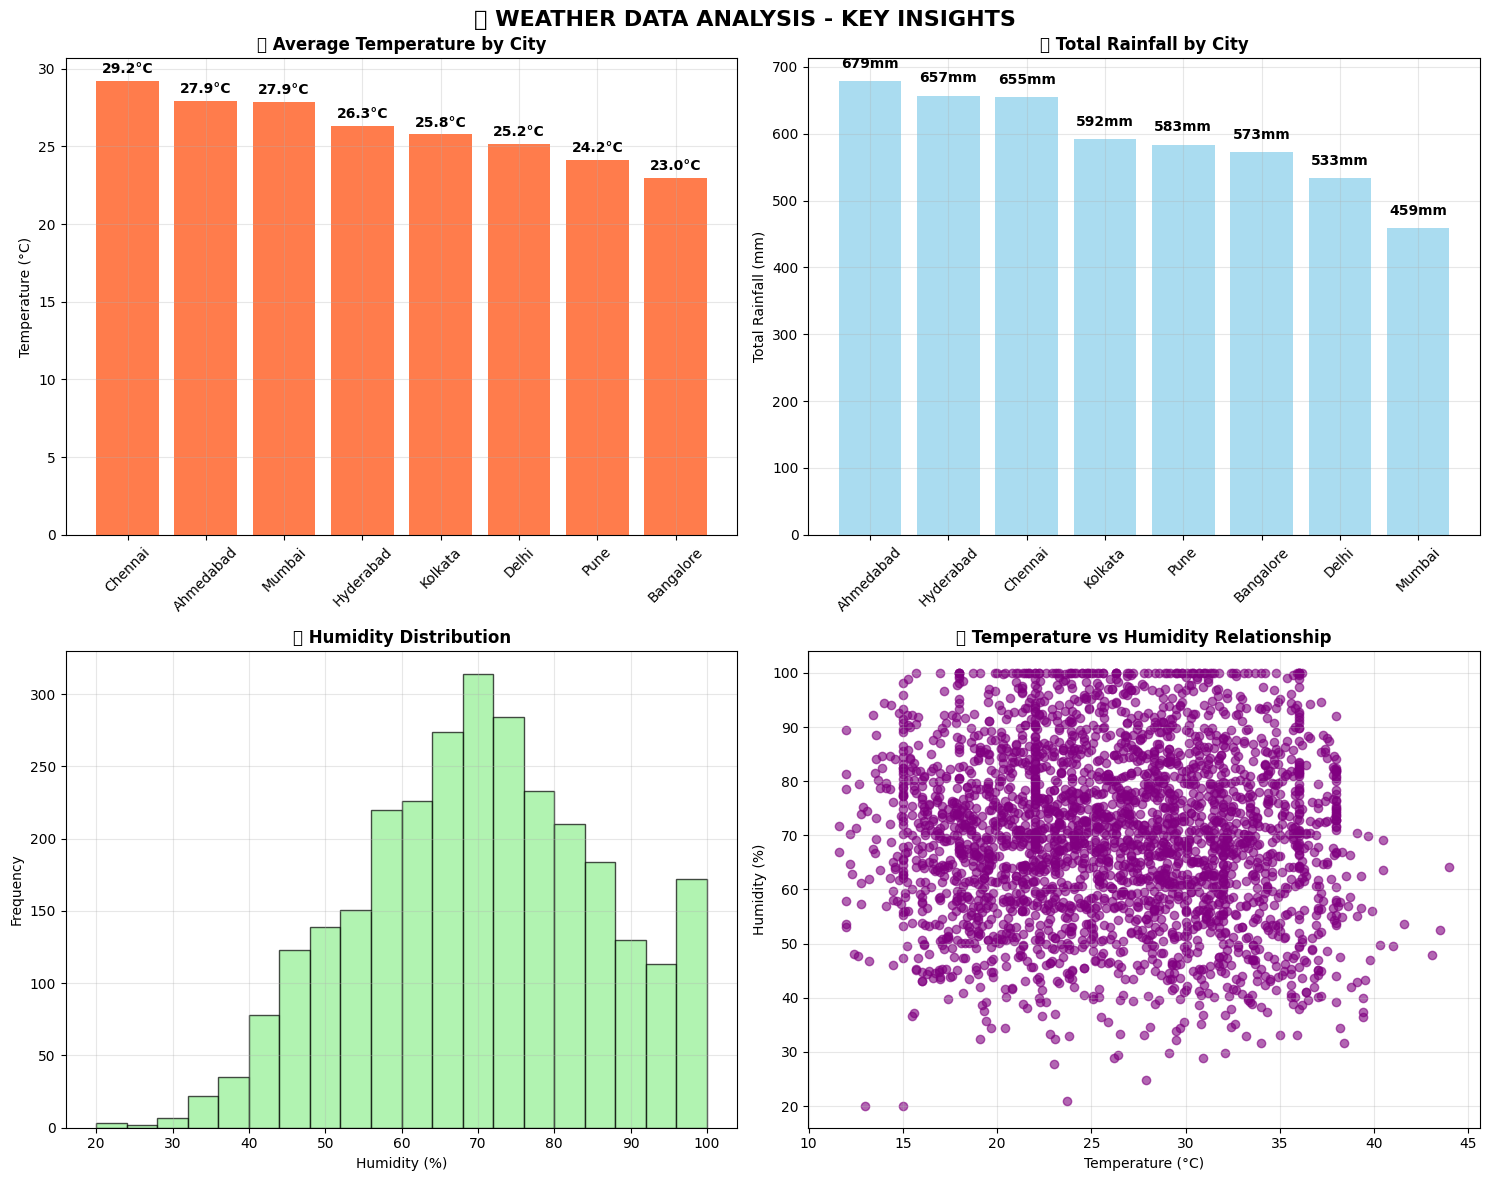 WEATHER DATA ANALYSIS - KEY INSIGHTS
Average Temperature by City
Temperature (°C)
30
25
20
15
10
5
0
29.2°C
27.9°C
27.9°C
26.3°C
25.8°C
25.2°C
24.2°C
23.0°C
Chennai
Ahmedabad
Mumbai
Hyderabad
Kolkata
Delhi
Pune
Bangalore
Total Rainfall by City
Total Rainfall (mm)
700
600
500
400
300
200
100
0
679mm
657mm
655mm
592mm
583mm
573mm
533mm
459mm
Ahmedabad
Hyderabad
Chennai
Kolkata
Pune
Bangalore
Delhi
Mumbai
Humidity Distribution
Frequency
300
250
200
150
100
50
0
20 30 40 50 60 70 80 90 100
Humidity (%)
Temperature vs Humidity Relationship
Humidity (%)
100
90
80
70
60
50
40
30
20
10 15 20 25 30 35 40 45
Temperature (°C)